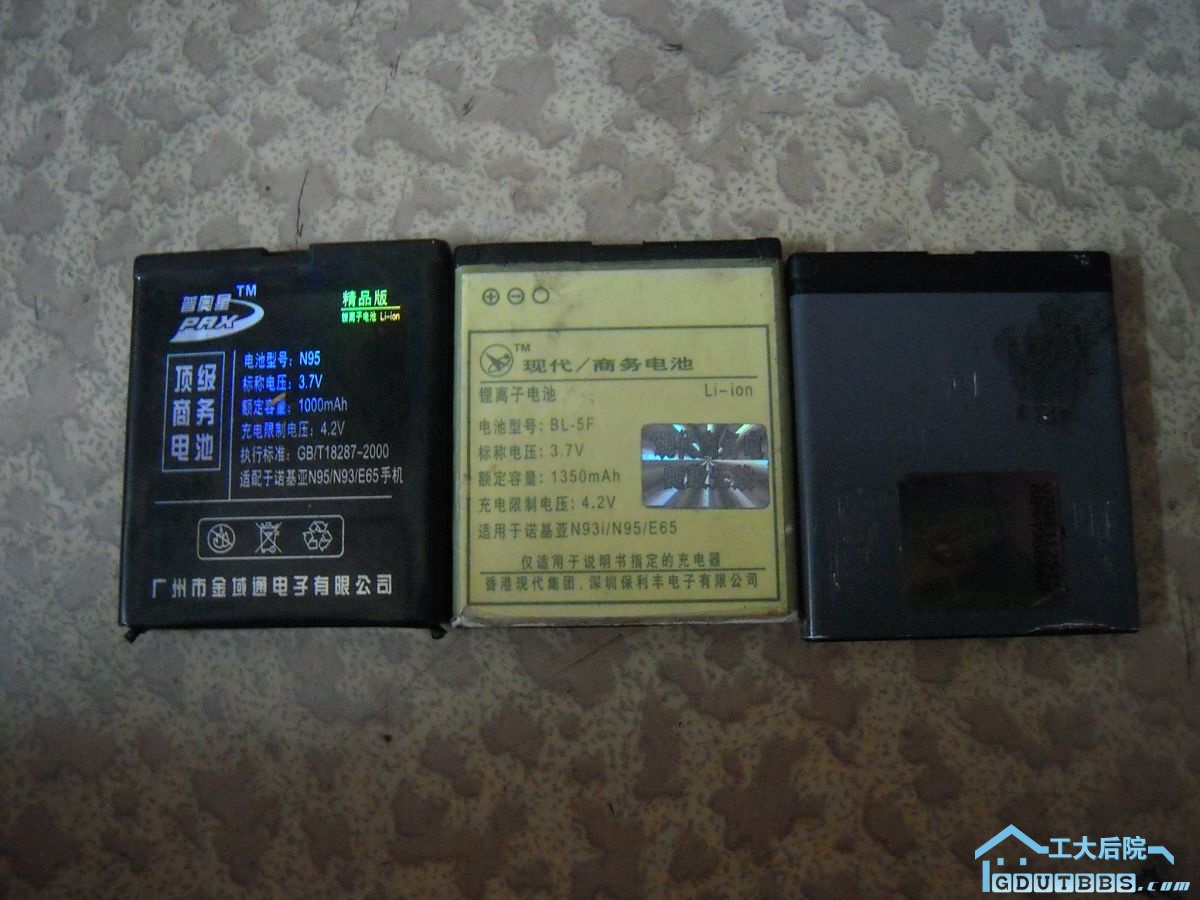 普奥星 TM
PAX
精品版
锂离子电池 Li-ion
顶级
商务
电池
电池型号：N95
标称电压：3.7V
额定容量：1000mAh
充电限制电压：4.2V
执行标准：GB/T18287-2000
适配于诺基亚N95/N93/E65手机
广州市金域通电子有限公司
TM 现代/商务电池
锂离子电池 Li-ion
电池型号：BL-5F
标称电压：3.7V
额定容量：1350mAh
充电限制电压：4.2V
适用于诺基亚N93i/N95/E65
仅适用于说明书指定的充电器
香港现代集团．深圳保利丰电子有限公司
工大后院
GDUTBBS.com